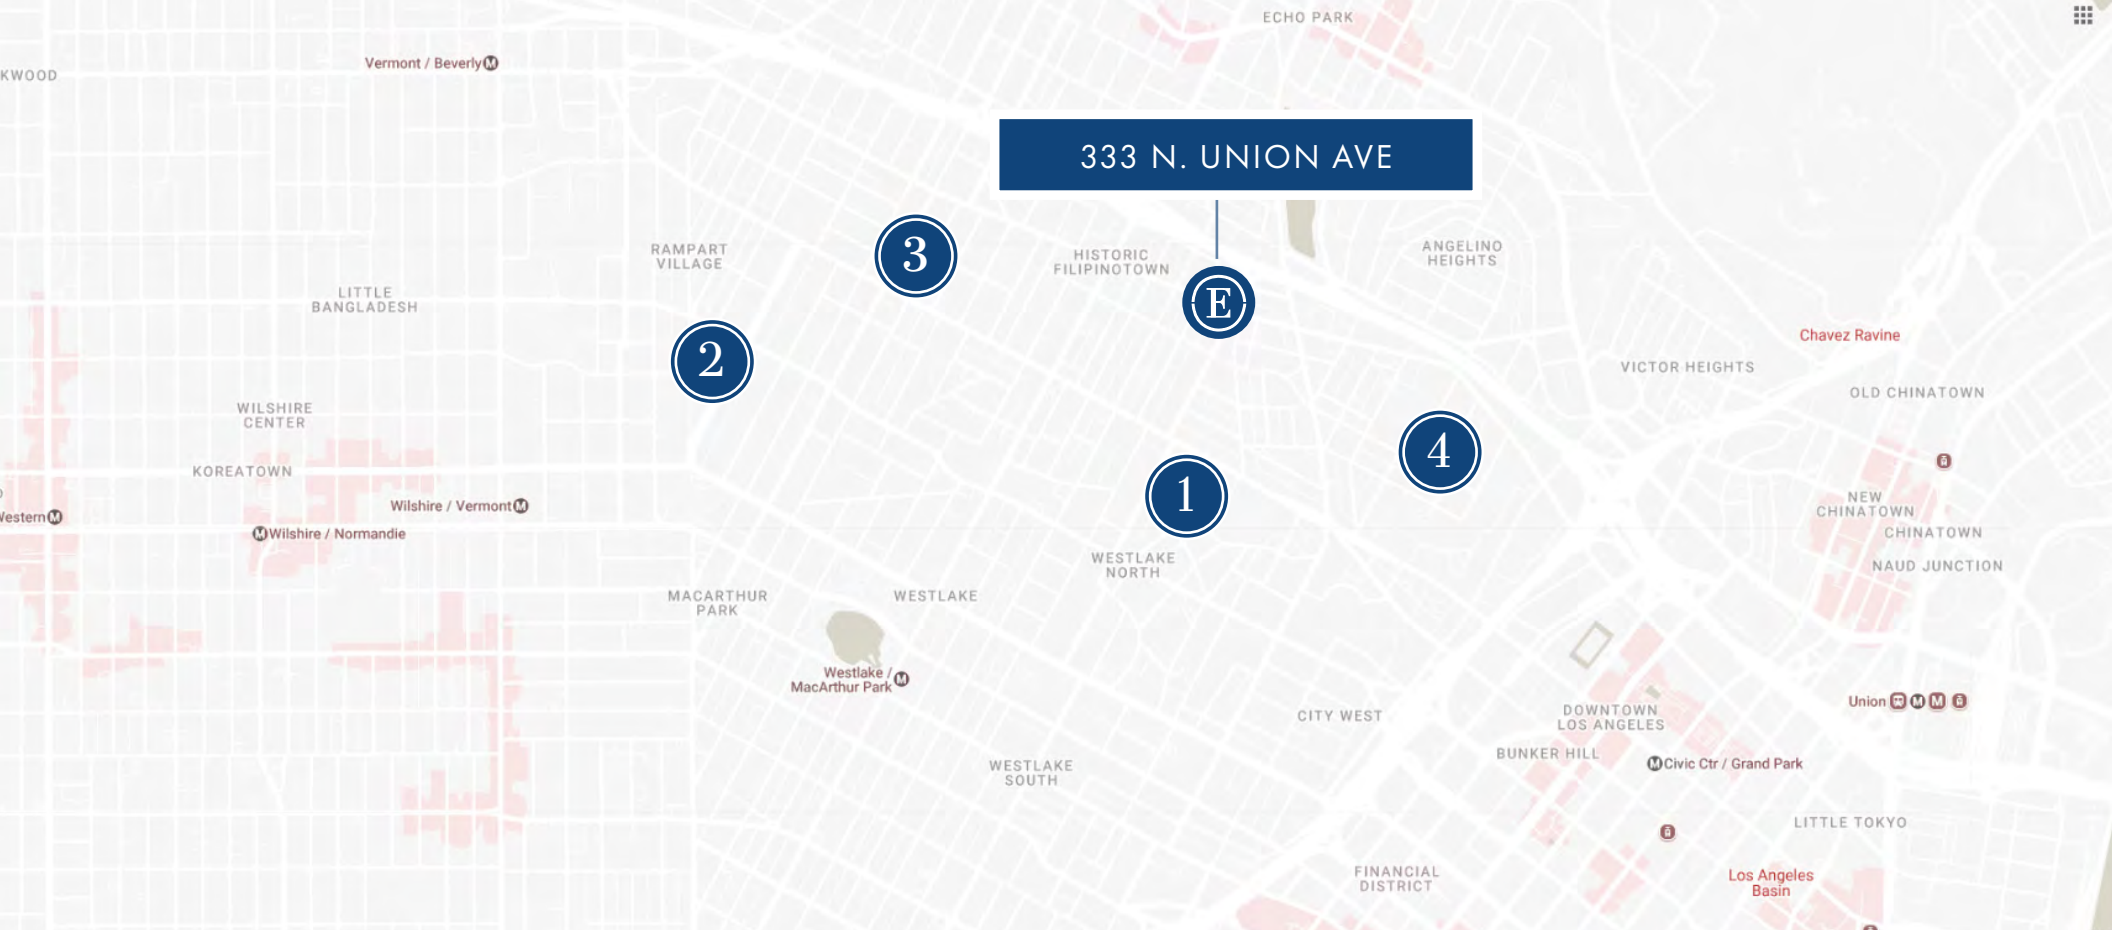 ECHO PARK
Vermont / Beverly M
KWOOD
333 N. UNION AVE
RAMPART
VILLAGE
3
HISTORIC
FILIPINOTOWN
ANGELINO
HEIGHTS
E
LITTLE
BANGLADESH
Chavez Ravine
2
VICTOR HEIGHTS
OLD CHINATOWN
WILSHIRE
CENTER
4
KOREATOWN
1
Wilshire / Vermont M
NEW
CHINATOWN
estern M
M Wilshire / Normandie
CHINATOWN
WESTLAKE
NORTH
NAUD JUNCTION
MACARTHUR
PARK
WESTLAKE
Westlake /
MacArthur Park M
Union M M
CITY WEST
DOWNTOWN
LOS ANGELES
BUNKER HILL
M Civic Ctr / Grand Park
WESTLAKE
SOUTH
LITTLE TOKYO
FINANCIAL
DISTRICT
Los Angeles
Basin